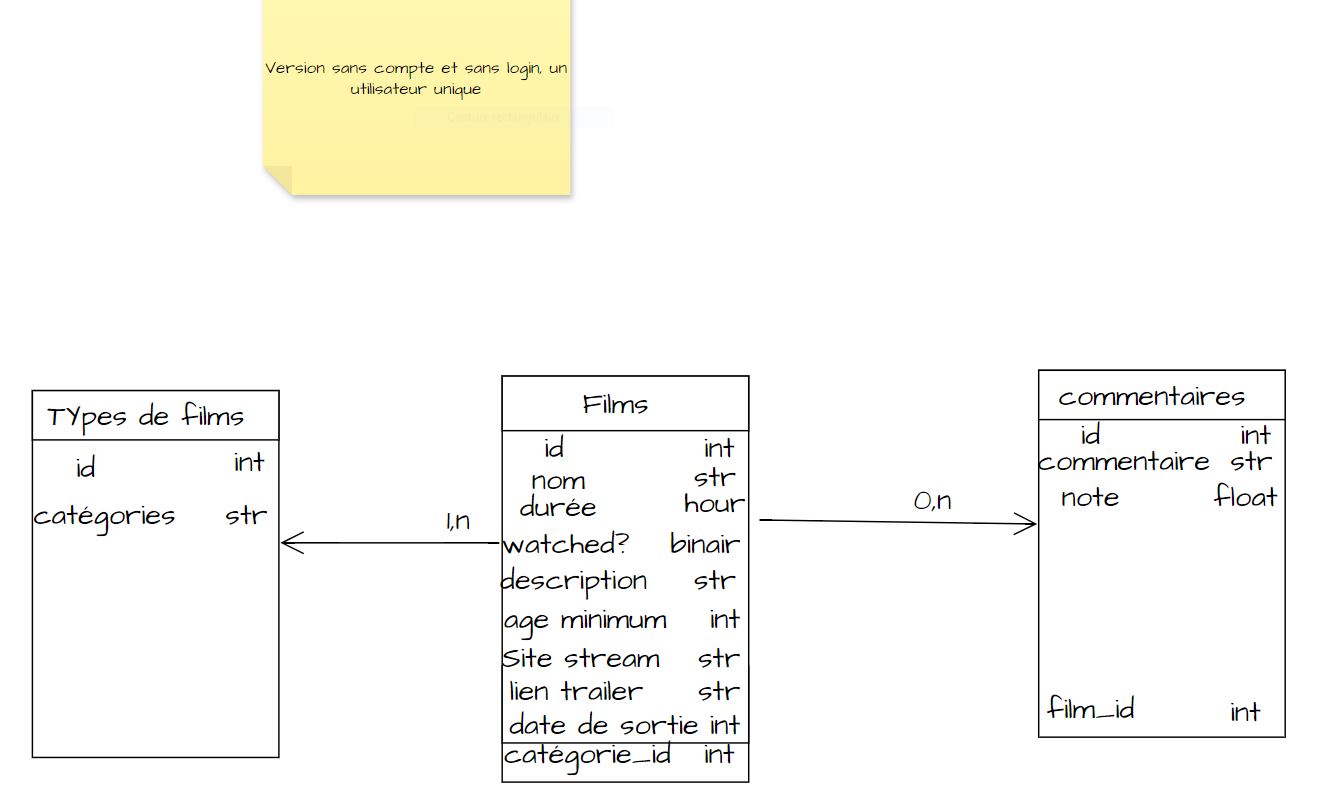 Version sans compte et sans login, un
utilisateur unique
TYpes de films
id int
catégories str
1,n
Films
id int
nom str
durée hour
watched? binair
description str
age minimum int
Site stream str
lien trailer str
date de sortie int
catégorie_id int
0,n
commentaires
id int
commentaire str
note float
film_id int